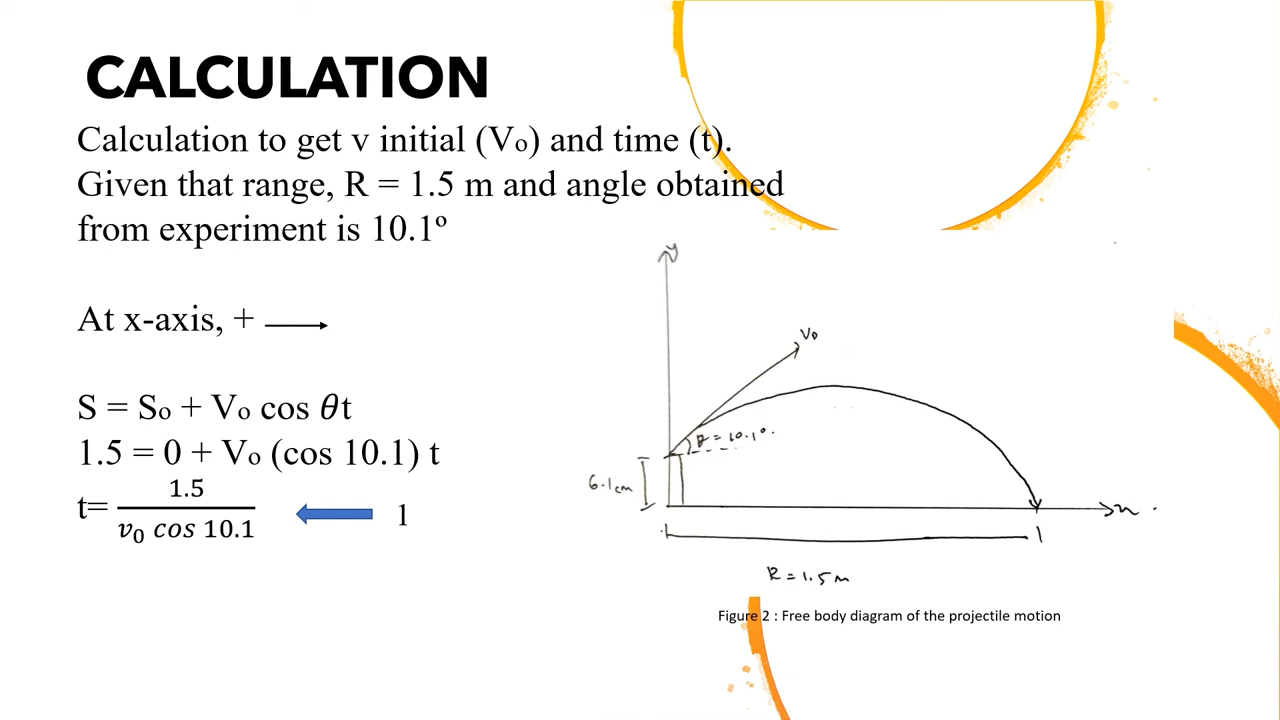 CALCULATION
Calculation to get v initial (Vₒ) and time (t).
Given that range, R = 1.5 m and angle obtained
from experiment is 10.1º
At x-axis, +
S = Sₒ + Vₒ cos 𝜃t
1.5 = 0 + Vₒ (cos 10.1) t
t= 1.5 / v₀ cos 10.1
1
y
V₀
θ = 10.1°.
6.1cm
x
R = 1.5m
Figure 2 : Free body diagram of the projectile motion